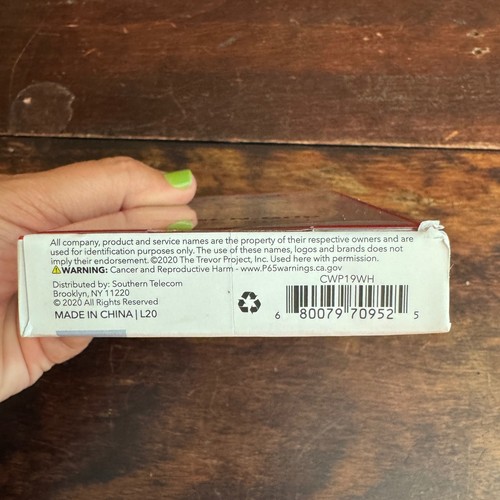 All company, product and service names are the property of their respective owners and are
used for identification purposes only. The use of these names, logos and brands does not
imply their endorsement. ©2020 The Trevor Project, Inc. Used here with permission.
⚠WARNING: Cancer and Reproductive Harm - www.P65warnings.ca.gov
Distributed by: Southern Telecom
Brooklyn, NY 11220
© 2020 All Rights Reserved
MADE IN CHINA | L20
CWP19WH
6 80079 70952 5